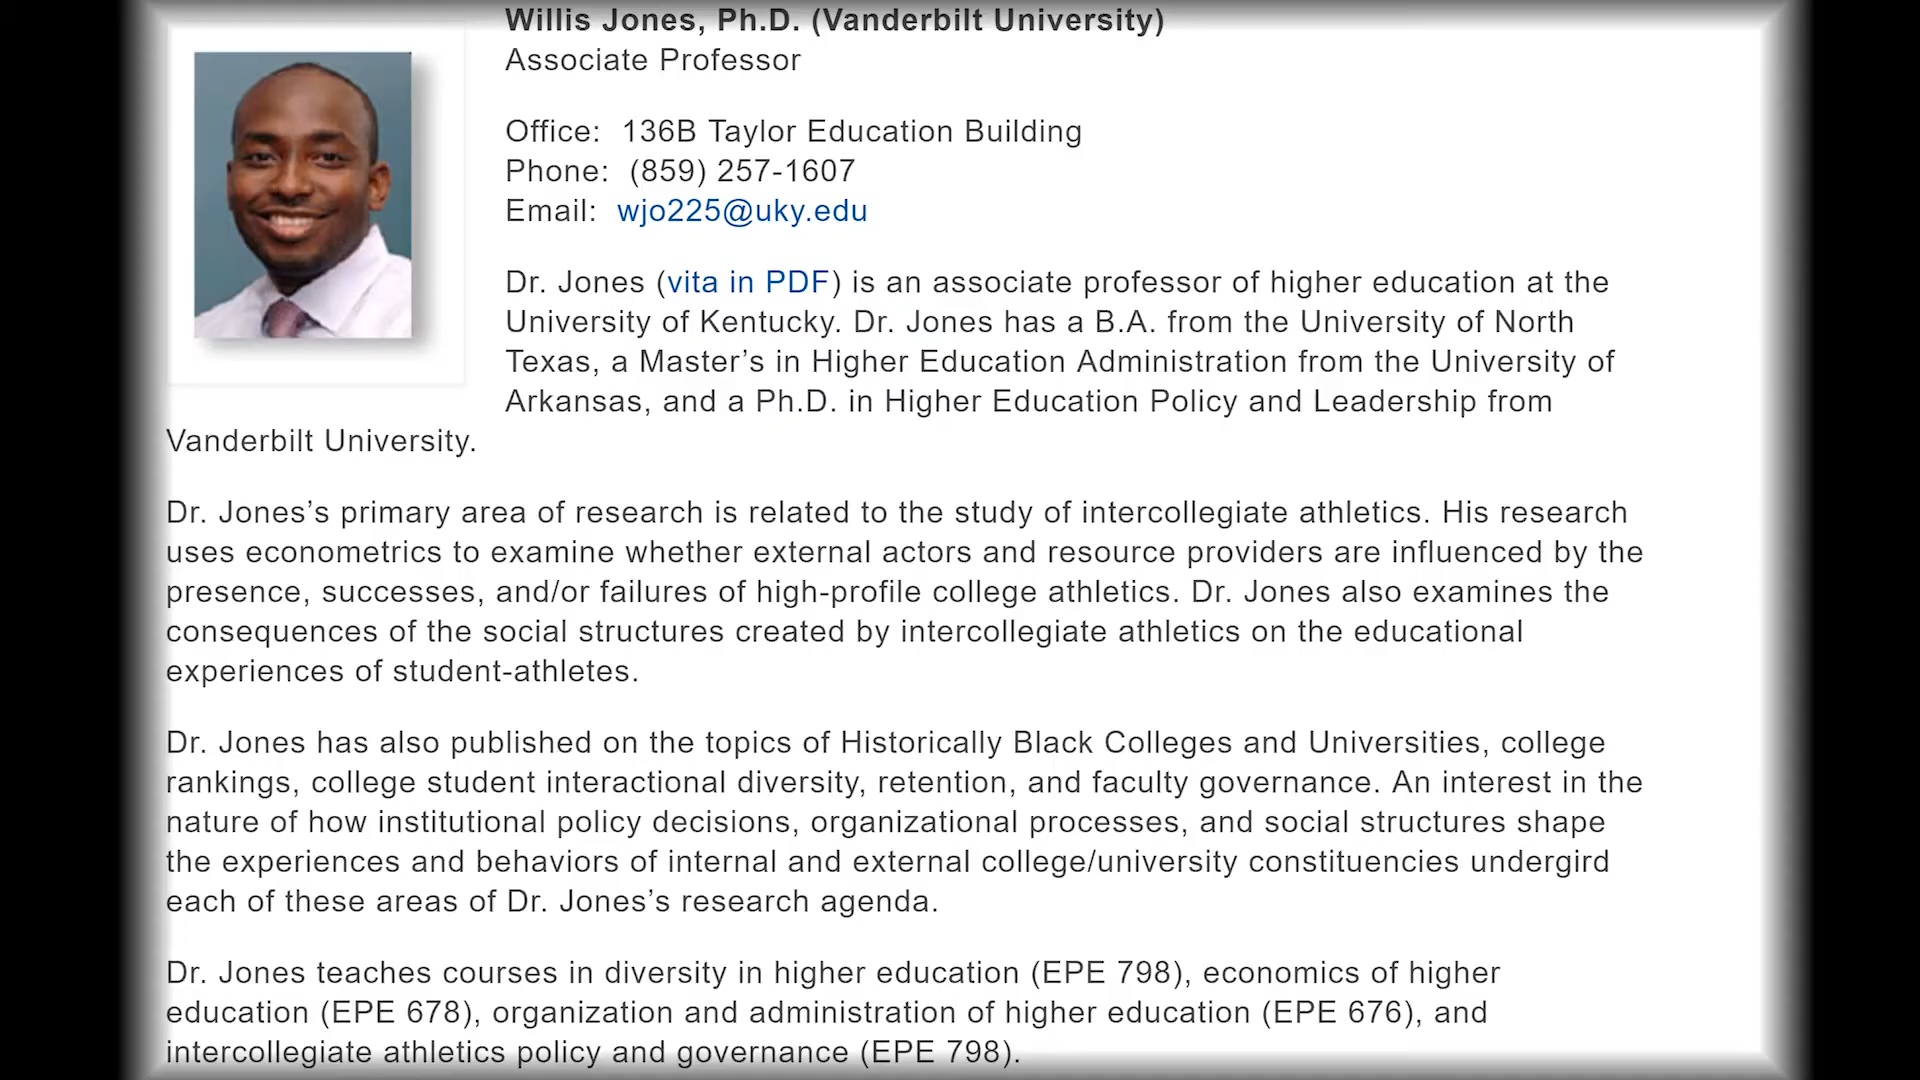 Willis Jones, Ph.D. (Vanderbilt University)
Associate Professor
Office: 136B Taylor Education Building
Phone: (859) 257-1607
Email: wjo225@uky.edu
Dr. Jones (vita in PDF) is an associate professor of higher education at the
University of Kentucky. Dr. Jones has a B.A. from the University of North
Texas, a Master’s in Higher Education Administration from the University of
Arkansas, and a Ph.D. in Higher Education Policy and Leadership from
Vanderbilt University.
Dr. Jones’s primary area of research is related to the study of intercollegiate athletics. His research
uses econometrics to examine whether external actors and resource providers are influenced by the
presence, successes, and/or failures of high-profile college athletics. Dr. Jones also examines the
consequences of the social structures created by intercollegiate athletics on the educational
experiences of student-athletes.
Dr. Jones has also published on the topics of Historically Black Colleges and Universities, college
rankings, college student interactional diversity, retention, and faculty governance. An interest in the
nature of how institutional policy decisions, organizational processes, and social structures shape
the experiences and behaviors of internal and external college/university constituencies undergird
each of these areas of Dr. Jones’s research agenda.
Dr. Jones teaches courses in diversity in higher education (EPE 798), economics of higher
education (EPE 678), organization and administration of higher education (EPE 676), and
intercollegiate athletics policy and governance (EPE 798).